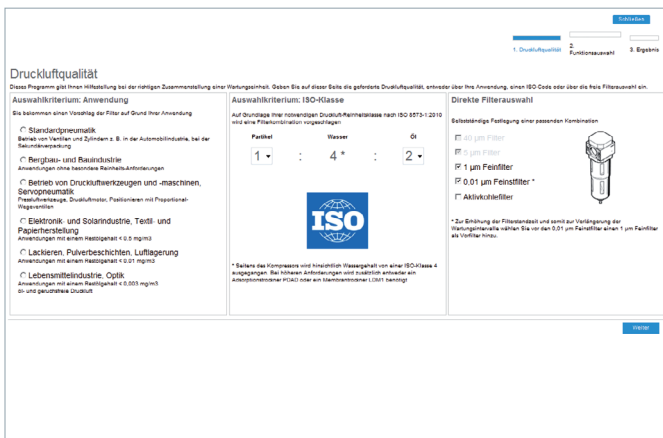 Schließen
1. Druckluftqualität
2. Funktionsauswahl
3. Ergebnis
Druckluftqualität
Dieses Programm gibt Ihnen Hilfestellung bei der richtigen Zusammenstellung einer Wartungseinheit. Geben Sie auf dieser Seite die geforderte Druckluftqualität, entweder über Ihre Anwendung, einen ISO-Code oder über die freie Filterauswahl ein.
Auswahlkriterium: Anwendung
Sie bekommen einen Vorschlag der Filter auf Grund Ihrer Anwendung
Standardpneumatik
Betrieb von Ventilen und Zylindern z. B. in der Automobilindustrie, bei der
Sekundärverpackung
Bergbau- und Bauindustrie
Anwendungen ohne besondere Reinheits-Anforderungen
Betrieb von Druckluftwerkzeugen und -maschinen,
Servopneumatik
Pressluftwerkzeuge, Druckluftmotor, Positionieren mit Proportional-
Wegeventilen
Elektronik- und Solarindustrie, Textil- und
Papierherstellung
Anwendungen mit einem Restölgehalt < 0,5 mg/m3
Lackieren, Pulverbeschichten, Luftlagerung
Anwendungen mit einem Restölgehalt < 0,01 mg/m3
Lebensmittelindustrie, Optik
Anwendungen mit einem Restölgehalt < 0,003 mg/m3
öl- und geruchsfreie Druckluft
Auswahlkriterium: ISO-Klasse
Auf Grundlage Ihrer notwendigen Druckluft-Reinheitsklasse nach ISO 8573-1:2010
wird eine Filterkombination vorgeschlagen
Partikel Wasser Öl
1 : 4 * : 2
ISO
* Seitens des Kompressors wird hinsichtlich Wassergehalt von einer ISO-Klasse 4
ausgegangen. Bei höheren Anforderungen wird zusätzlich entweder ein
Adsorptionstrockner PDAD oder ein Membrantrockner LDM1 benötigt
Direkte Filterauswahl
Selbstständige Festlegung einer passenden Kombination
40 µm Filter
5 µm Filter
1 µm Feinfilter
0,01 µm Feinstfilter *
Aktivkohlefilter
* Zur Erhöhung der Filterstandzeit und somit zur Verlängerung der
Wartungsintervalle wählen Sie vor den 0,01 µm Feinstfilter einen 1 µm Feinfilter
als Vorfilter hinzu.
Weiter